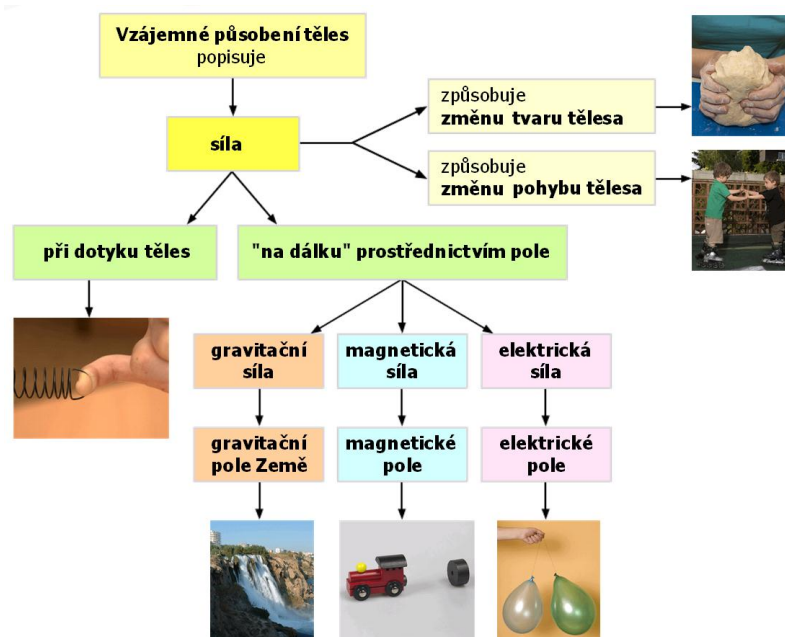 Vzájemné působení těles
popisuje
síla
způsobuje
změnu tvaru tělesa
způsobuje
změnu pohybu tělesa
při dotyku těles
"na dálku" prostřednictvím pole
gravitační
síla
magnetická
síla
elektrická
síla
gravitační
pole Země
magnetické
pole
elektrické
pole